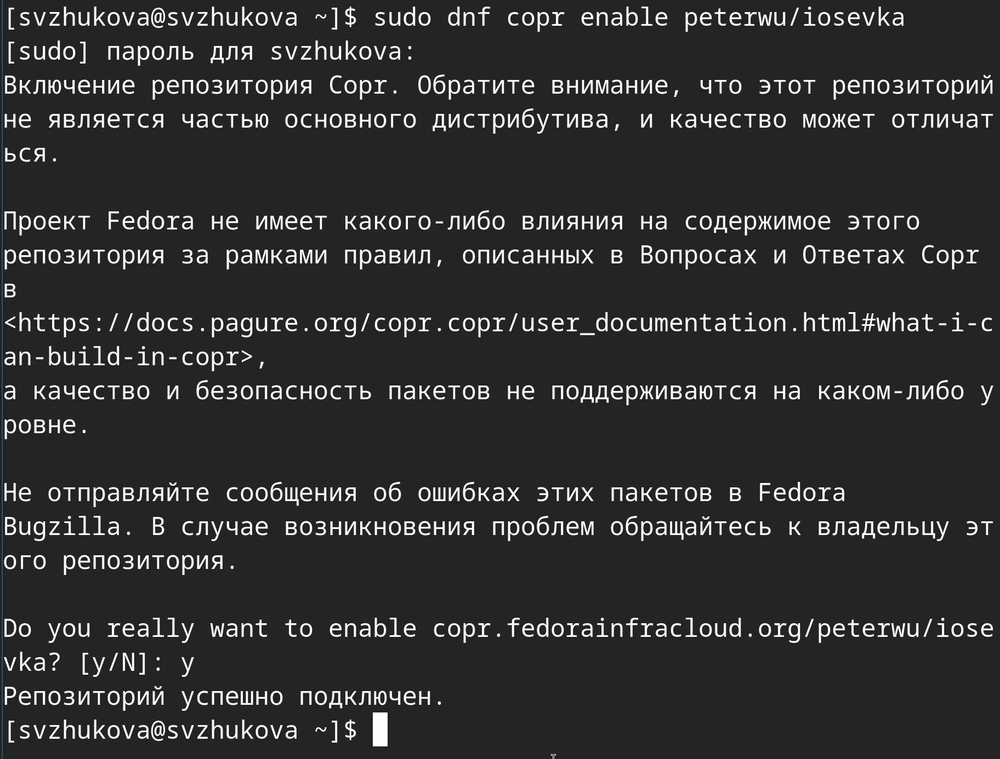 [svzhukova@svzhukova ~]$ sudo dnf copr enable peterwu/iosevka
[sudo] пароль для svzhukova:
Включение репозитория Copr. Обратите внимание, что этот репозиторий
не является частью основного дистрибутива, и качество может отличат
ься.
Проект Fedora не имеет какого-либо влияния на содержимое этого
репозитория за рамками правил, описанных в Вопросах и Ответах Copr
в
<https://docs.pagure.org/copr.copr/user_documentation.html#what-i-c
an-build-in-copr>,
а качество и безопасность пакетов не поддерживаются на каком-либо у
ровне.
Не отправляйте сообщения об ошибках этих пакетов в Fedora
Bugzilla. В случае возникновения проблем обращайтесь к владельцу эт
ого репозитория.
Do you really want to enable copr.fedorainfracloud.org/peterwu/iose
vka? [y/N]: y
Репозиторий успешно подключен.
[svzhukova@svzhukova ~]$